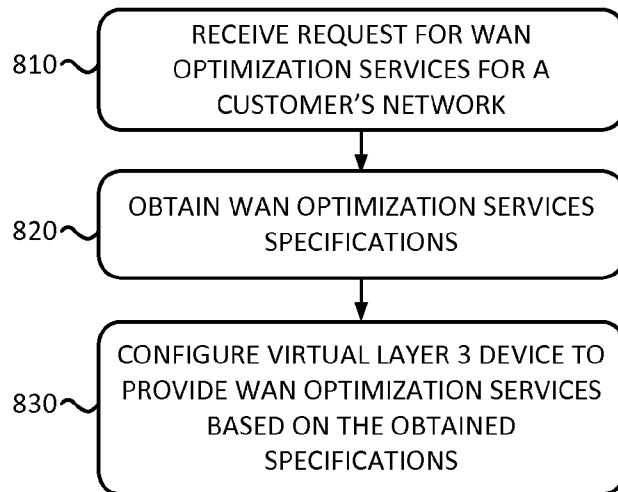 810
RECEIVE REQUEST FOR WAN
OPTIMIZATION SERVICES FOR A
CUSTOMER'S NETWORK
820
OBTAIN WAN OPTIMIZATION SERVICES
SPECIFICATIONS
830
CONFIGURE VIRTUAL LAYER 3 DEVICE TO
PROVIDE WAN OPTIMIZATION SERVICES
BASED ON THE OBTAINED
SPECIFICATIONS